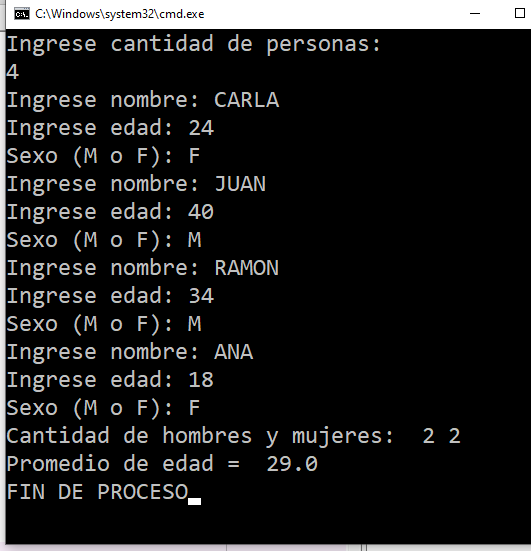 C:\Windows\system32\cmd.exe
Ingrese cantidad de personas:
4
Ingrese nombre: CARLA
Ingrese edad: 24
Sexo (M o F): F
Ingrese nombre: JUAN
Ingrese edad: 40
Sexo (M o F): M
Ingrese nombre: RAMON
Ingrese edad: 34
Sexo (M o F): M
Ingrese nombre: ANA
Ingrese edad: 18
Sexo (M o F): F
Cantidad de hombres y mujeres:  2 2
Promedio de edad =  29.0
FIN DE PROCESO